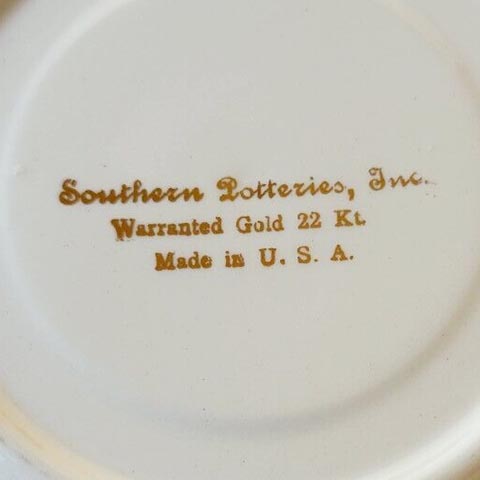 Southern Potteries, Inc.
Warranted Gold 22 Kt.
Made in U. S. A.